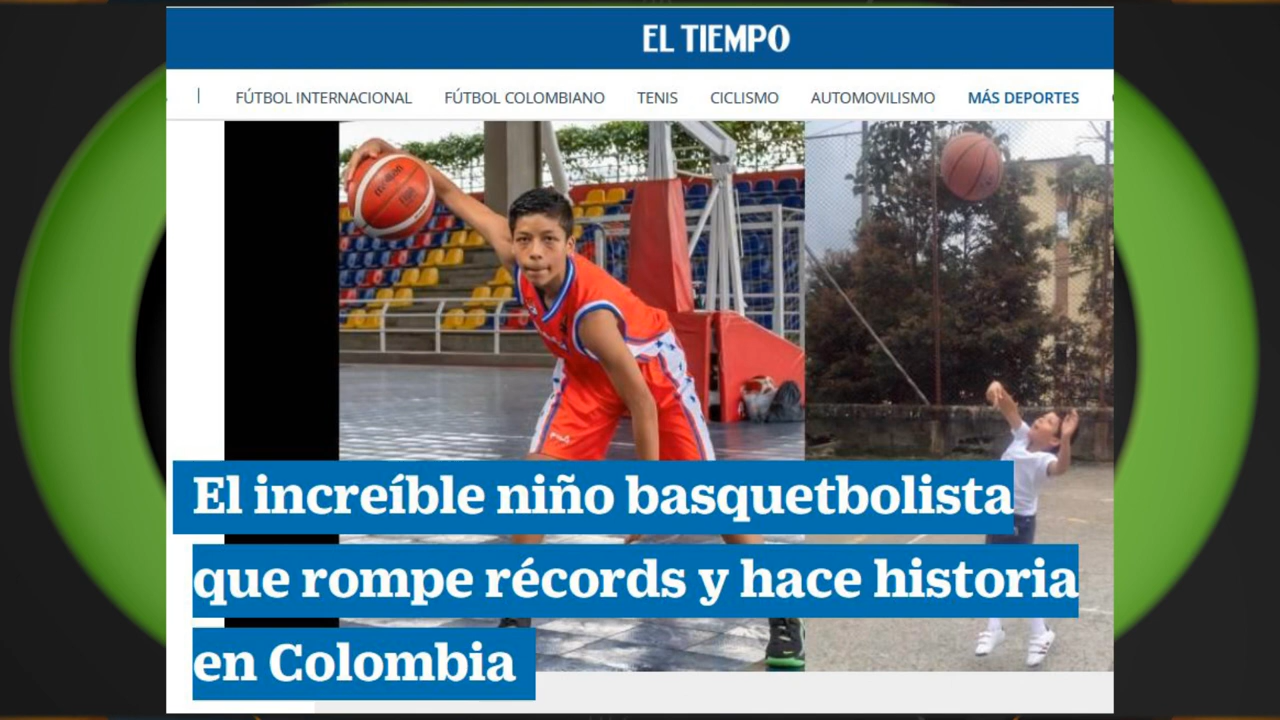 EL TIEMPO
| FÚTBOL INTERNACIONAL FÚTBOL COLOMBIANO TENIS CICLISMO AUTOMOVILISMO MÁS DEPORTES
molten
El increíble niño basquetbolista
que rompe récords y hace historia
en Colombia